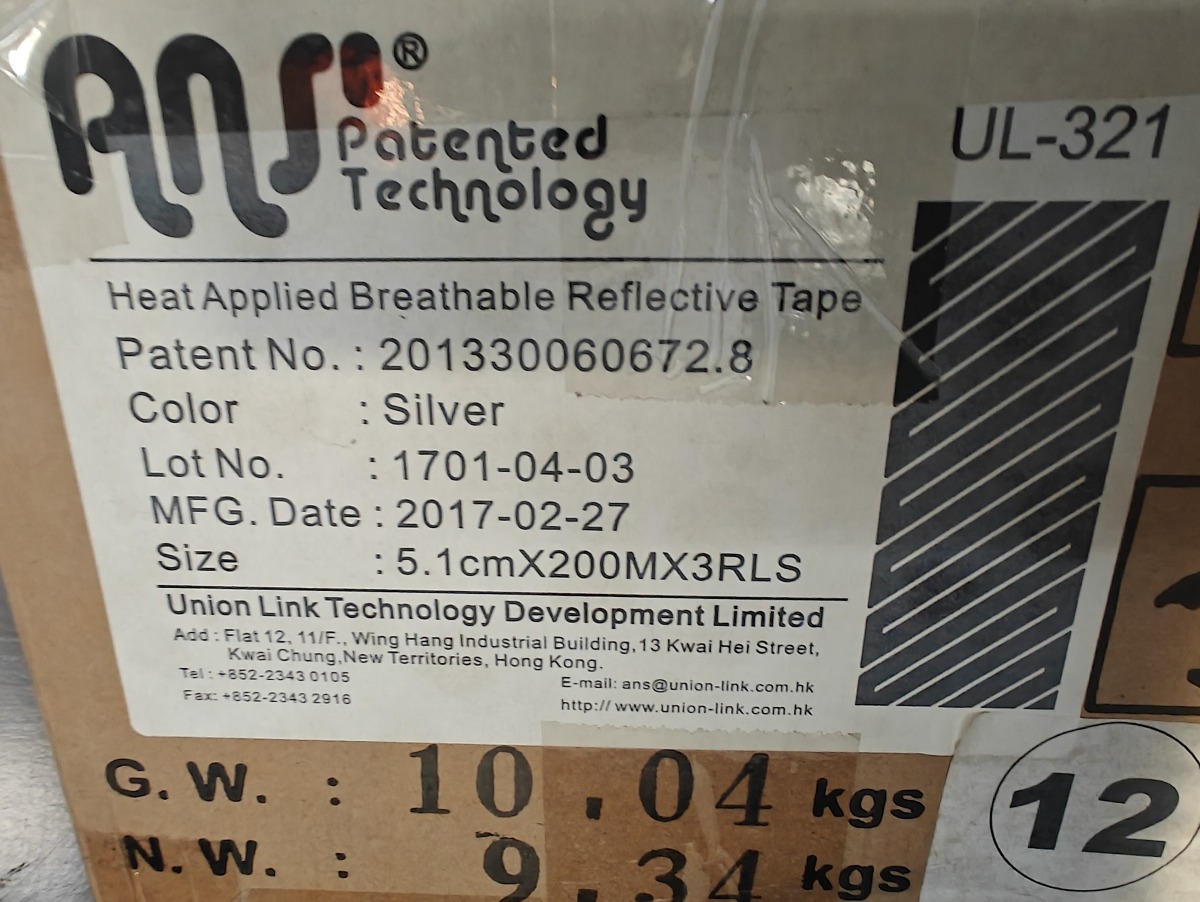 ANS®
Patented
Technology
UL-321
Heat Applied Breathable Reflective Tape
Patent No. : 201330060672.8
Color : Silver
Lot No. : 1701-04-03
MFG. Date : 2017-02-27
Size : 5.1cmX200MX3RLS
Union Link Technology Development Limited
Add : Flat 12, 11/F., Wing Hang Industrial Building,13 Kwai Hei Street,
Kwai Chung,New Territories, Hong Kong.
Tel : +852-2343 0105
E-mail: ans@union-link.com.hk
Fax: +852-2343 2916
http:// www.union-link.com.hk
G. W. : 10.04 kgs
12
N. W. : 9.34 kgs